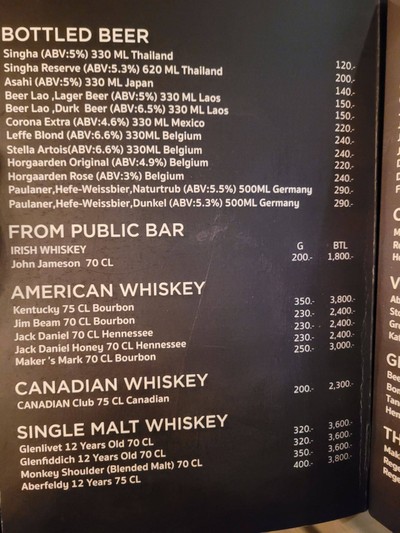 BOTTLED BEER
Singha (ABV:5%) 330 ML Thailand 120.-
Singha Reserve (ABV:5.3%) 620 ML Thailand 200.-
Asahi (ABV:5%) 330 ML Japan 140.-
Beer Lao ,Lager Beer (ABV:5%) 330 ML Laos 150.-
Beer Lao ,Durk Beer (ABV:6.5%) 330 ML Laos 150.-
Corona Extra (ABV:4.6%) 330 ML Mexico 220.-
Leffe Blond (ABV:6.6%) 330ML Belgium 240.-
Stella Artois(ABV:6.6%) 330ML Belgium 240.-
Horgaarden Original (ABV:4.9%) Belgium 220.-
Horgaarden Rose (ABV:3%) Belgium 240.-
Paulaner,Hefe-Weissbier,Naturtrub (ABV:5.5%) 500ML Germany 290.-
Paulaner,Hefe-Weissbier,Dunkel (ABV:5.3%) 500ML Germany 290.-
FROM PUBLIC BAR
IRISH WHISKEY G BTL
John Jameson 70 CL 200.- 1,800.-
AMERICAN WHISKEY
Kentucky 75 CL Bourbon 350.- 3,800.-
Jim Beam 70 CL Bourbon 230.- 2,400.-
Jack Daniel 70 CL Hennessee 230.- 2,400.-
Jack Daniel Honey 70 CL Hennessee 230.- 2,400.-
Maker 's Mark 70 CL Bourbon 250.- 3,000.-
CANADIAN WHISKEY
CANADIAN Club 75 CL Canadian 200.- 2,300.-
SINGLE MALT WHISKEY
Glenlivet 12 Years Old 70 CL 320.- 3,600.-
Glenfiddich 12 Years Old 70 CL 320.- 3,600.-
Monkey Shoulder (Blended Malt) 70 CL 350.- 3,600.-
Aberfeldy 12 Years 75 CL 400.- 3,800.-